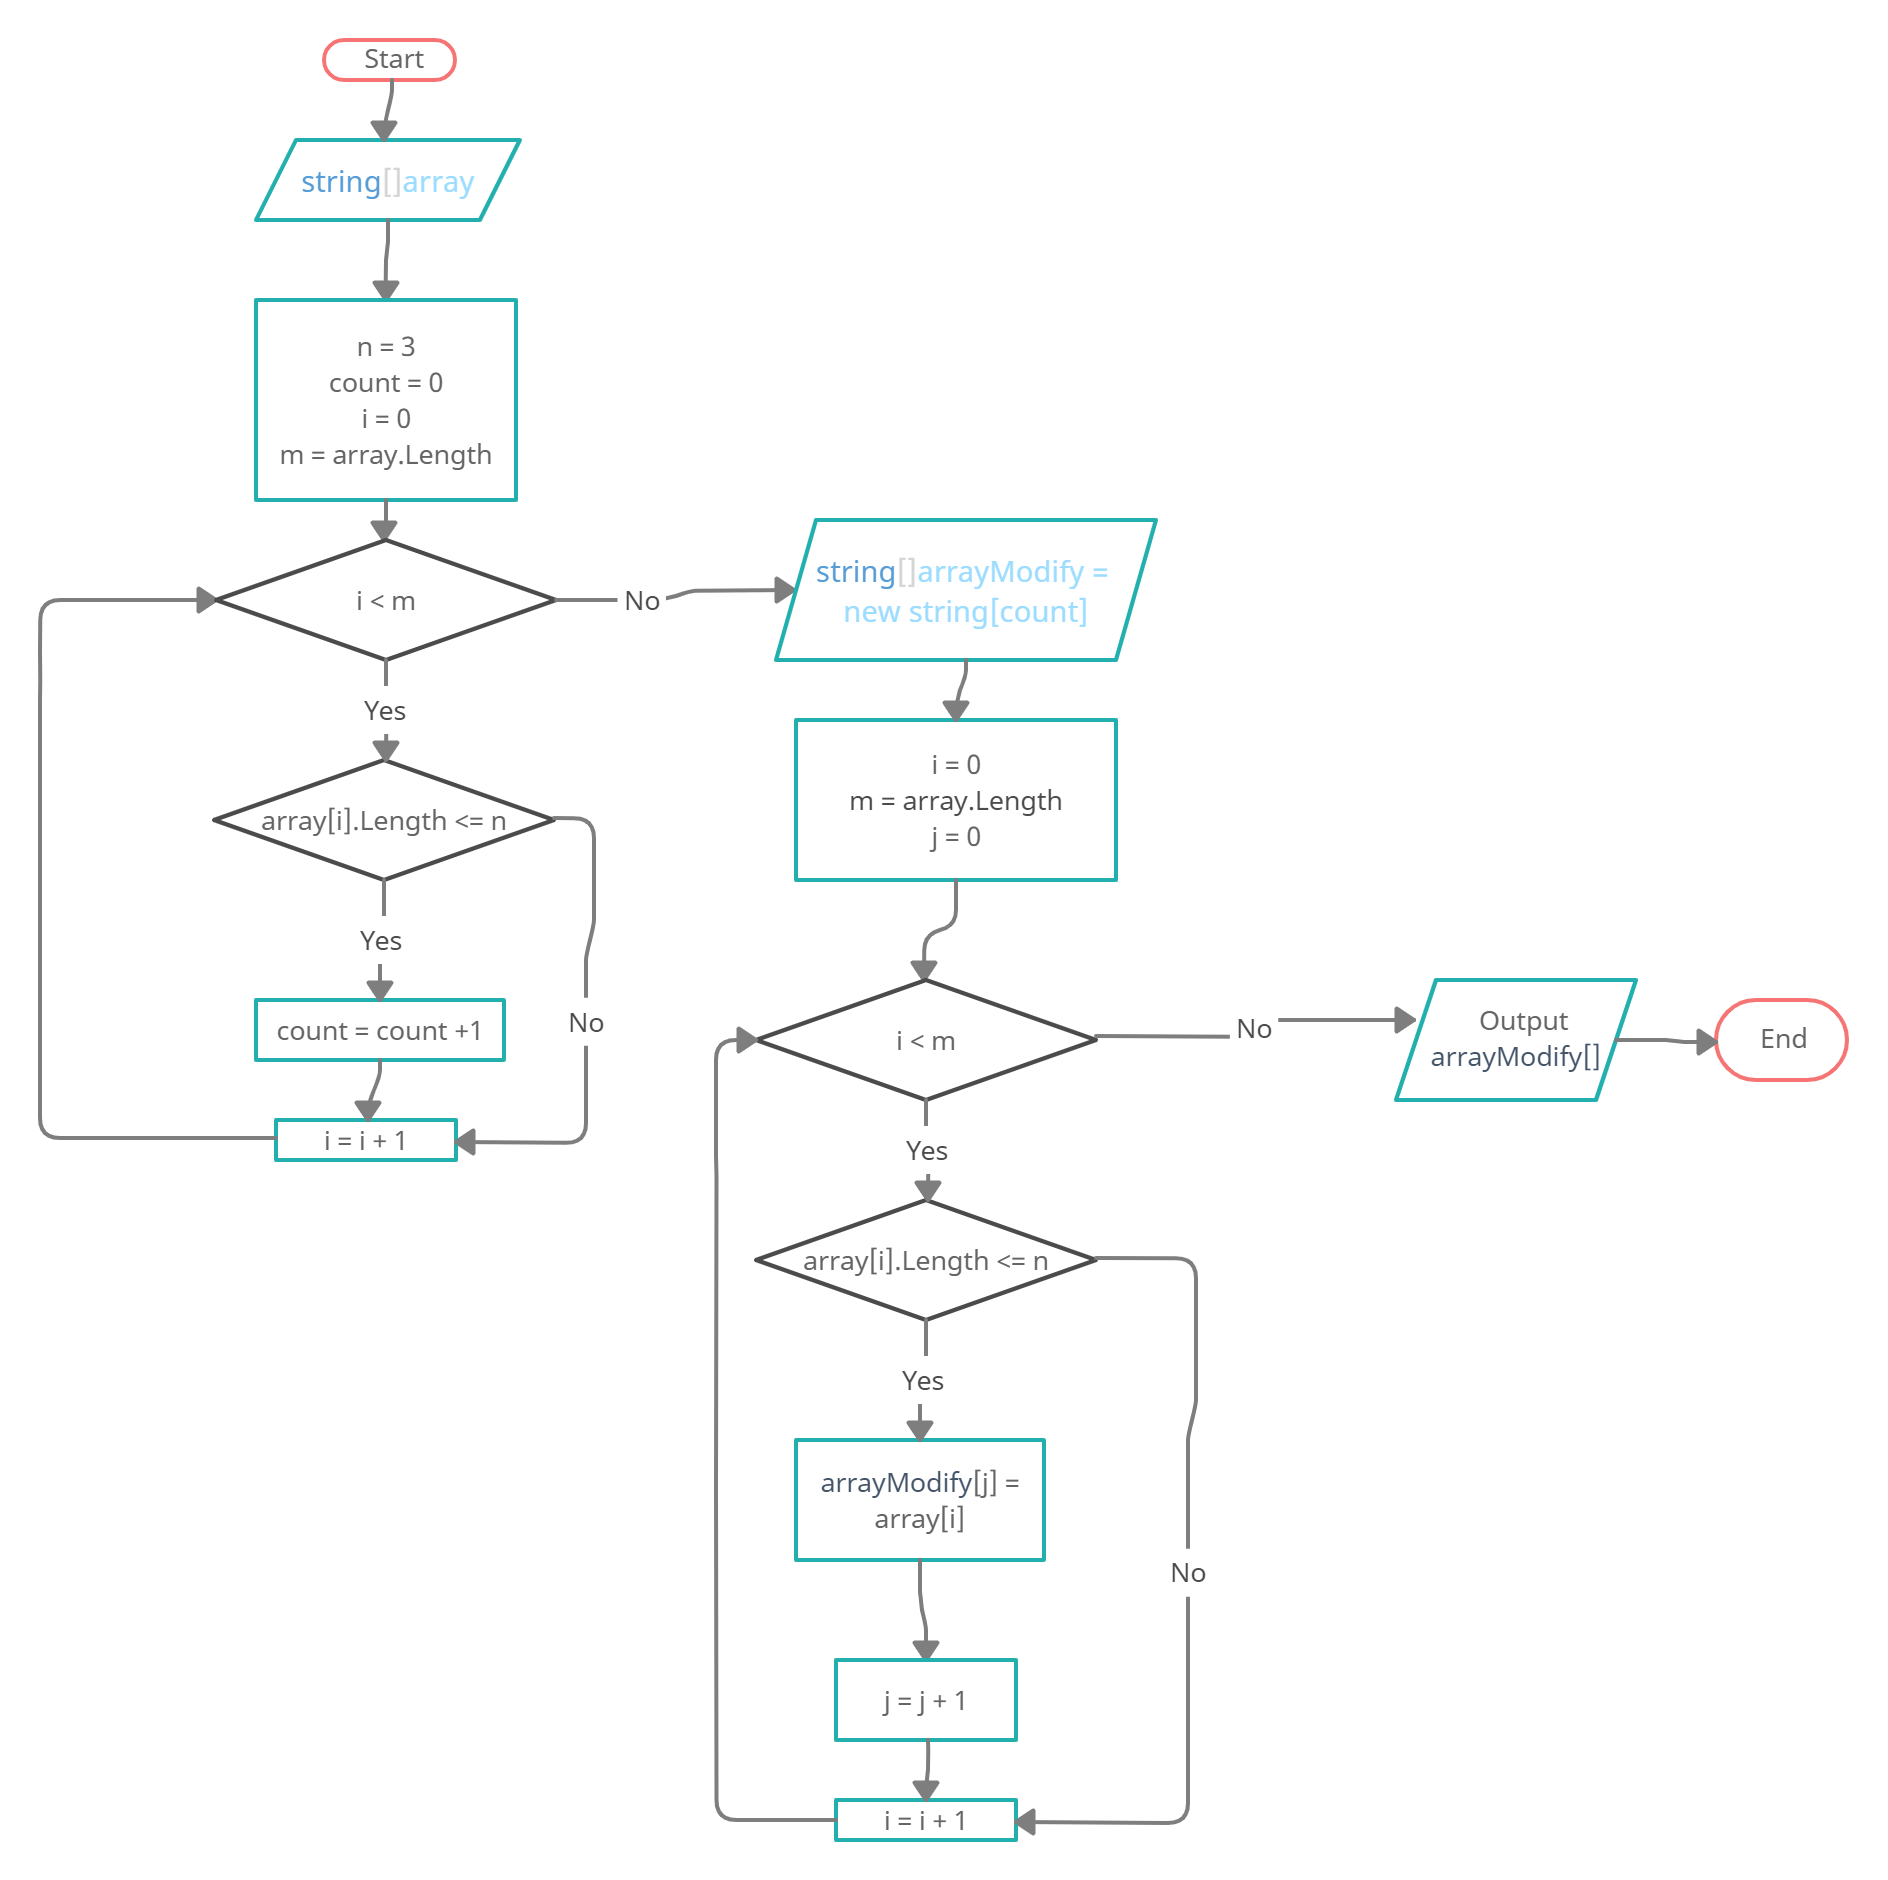 Start
string[]array
n = 3
count = 0
i = 0
m = array.Length
i < m
No
Yes
array[i].Length <= n
Yes
No
count = count +1
i = i + 1
string[]arrayModify =
new string[count]
i = 0
m = array.Length
j = 0
i < m
No
Yes
array[i].Length <= n
Yes
No
arrayModify[j] =
array[i]
j = j + 1
i = i + 1
Output
arrayModify[]
End